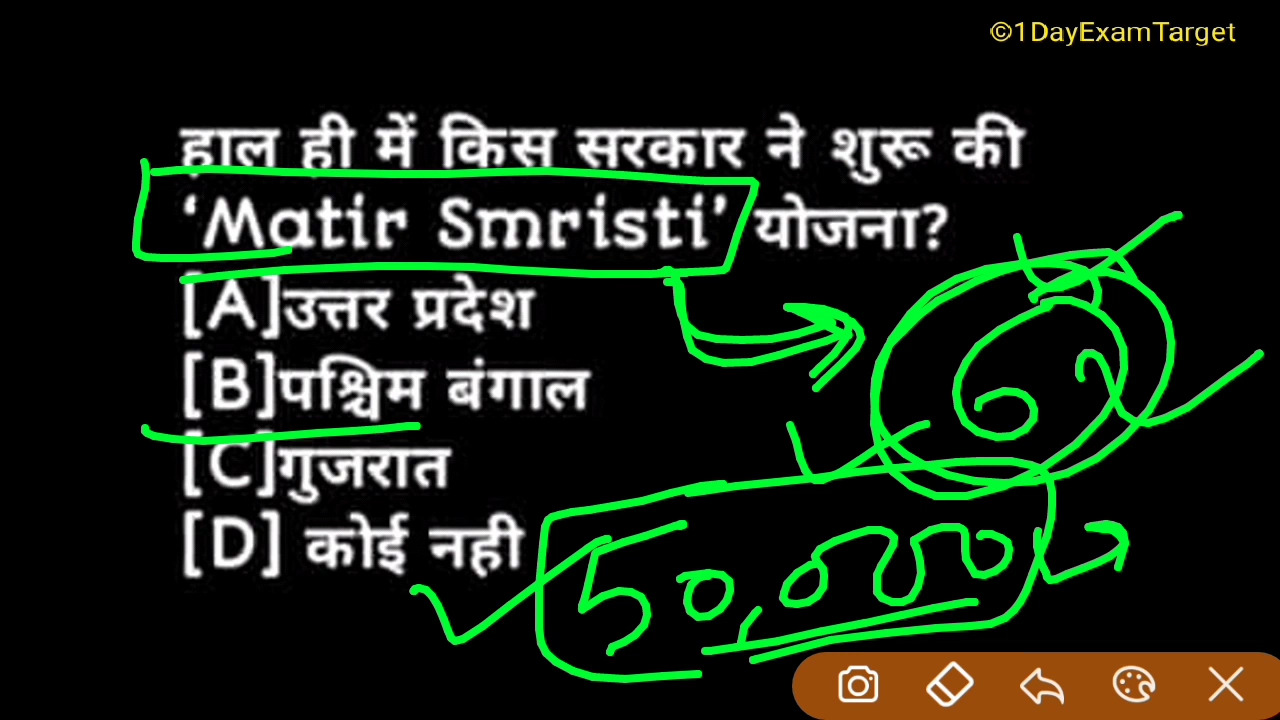 ©1DayExamTarget
हाल ही में किस सरकार ने शुरू की
‘Matir Smristi’ योजना?
[A]उत्तर प्रदेश
[B]पश्चिम बंगाल
[C]गुजरात
[D] कोई नही
50,000